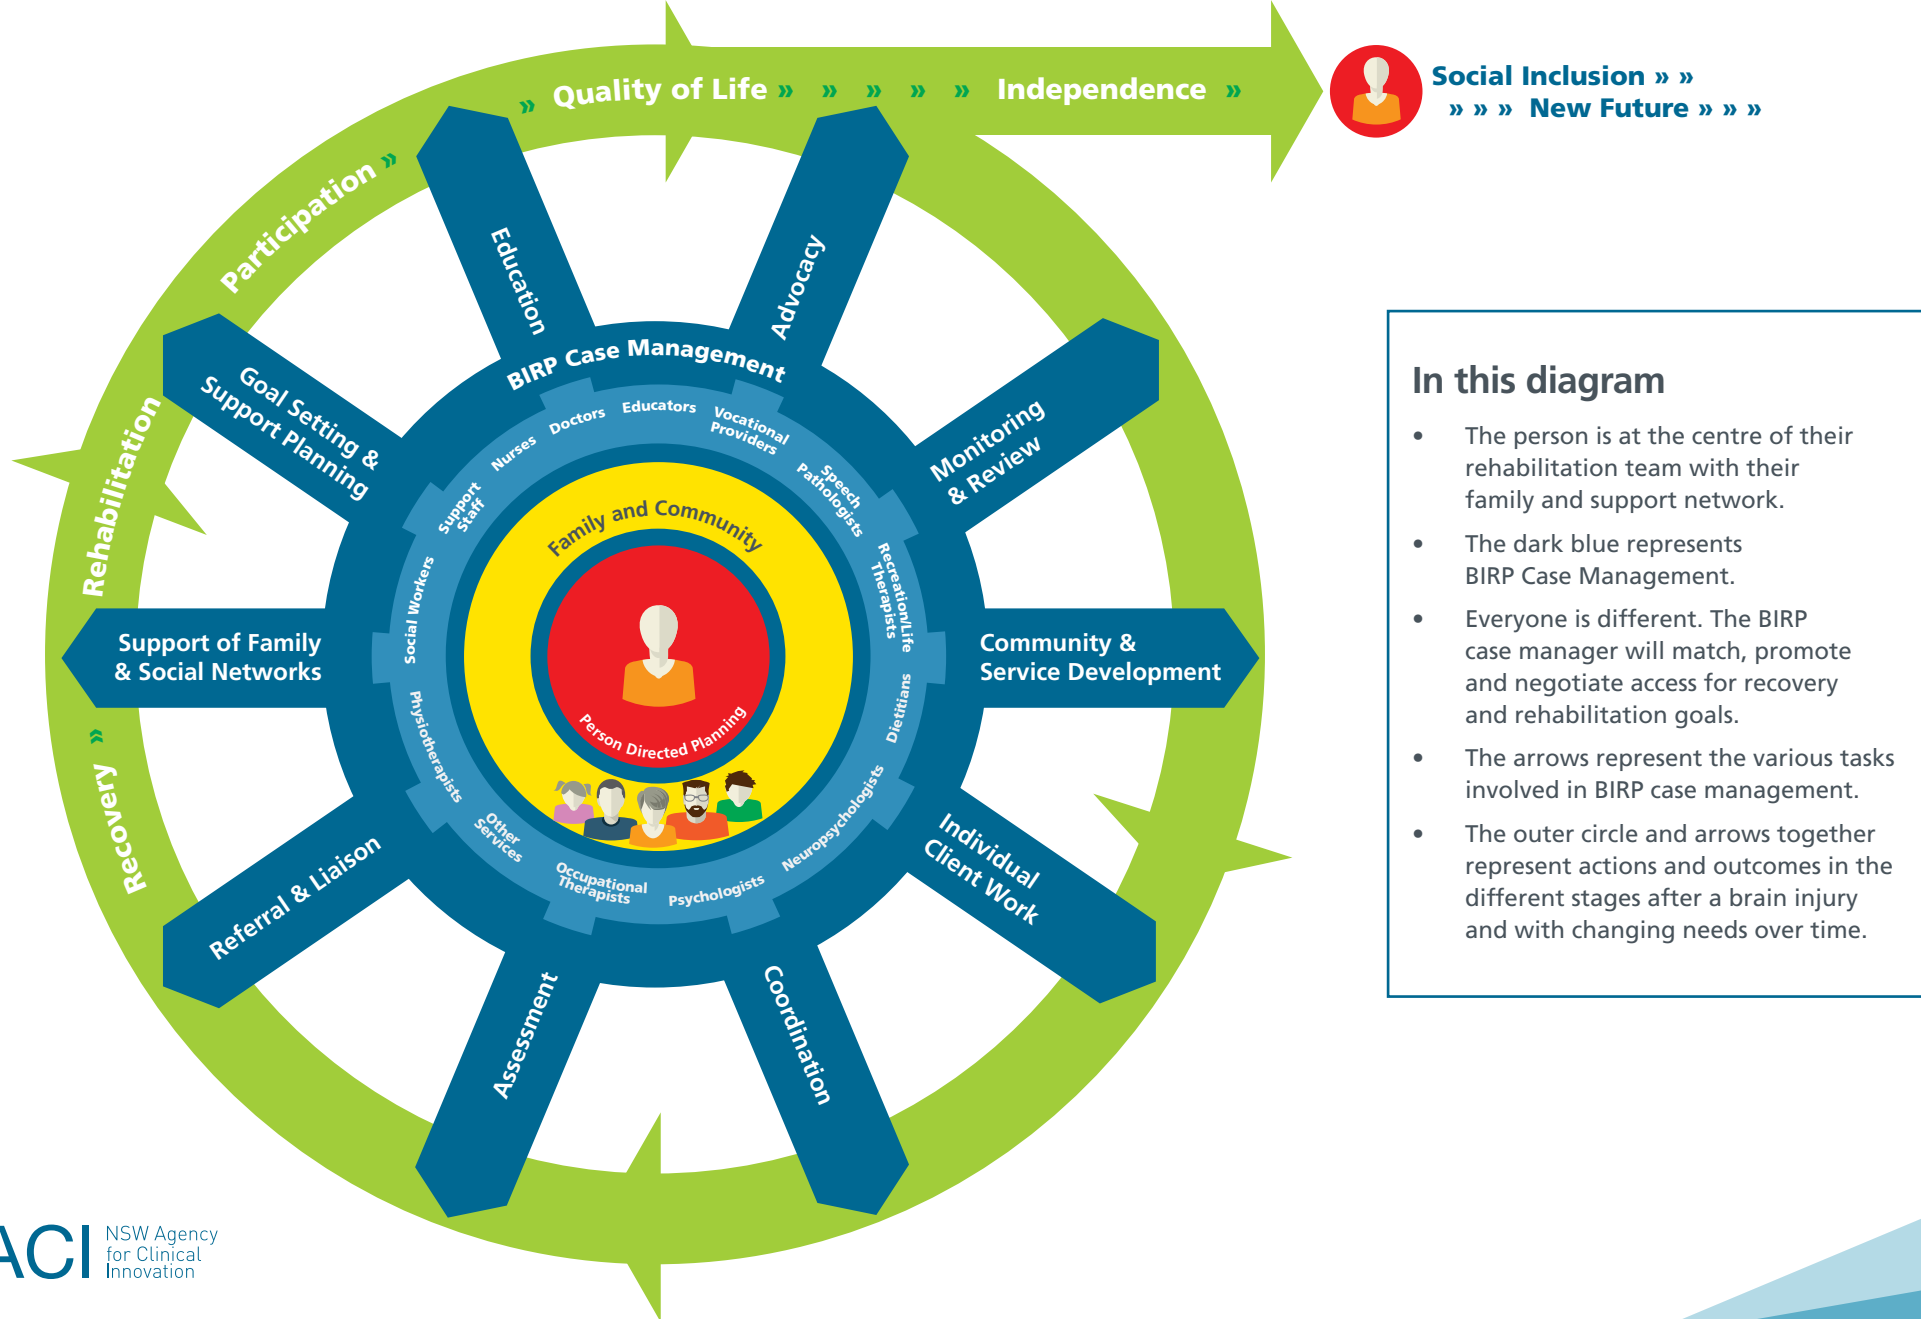 » Quality of Life » » » » » Independence »
Social Inclusion » »
» » » New Future » » »
Participation »
Rehabilitation
Recovery »
Education
Advocacy
Goal Setting &
Support Planning
Monitoring
& Review
Support of Family
& Social Networks
Community &
Service Development
Referral & Liaison
Individual
Client Work
Assessment
Coordination
BIRP Case Management
Educators
Vocational
Providers
Speech
Pathologists
Recreation/Life
Therapists
Dietitians
Neuropsychologists
Psychologists
Occupational
Therapists
Other
Services
Physiotherapists
Social Workers
Support
Staff
Nurses
Doctors
Family and Community
Person Directed Planning
In this diagram
• The person is at the centre of their
rehabilitation team with their
family and support network.
• The dark blue represents
BIRP Case Management.
• Everyone is different. The BIRP
case manager will match, promote
and negotiate access for recovery
and rehabilitation goals.
• The arrows represent the various tasks
involved in BIRP case management.
• The outer circle and arrows together
represent actions and outcomes in the
different stages after a brain injury
and with changing needs over time.
ACI
NSW Agency
for Clinical
Innovation